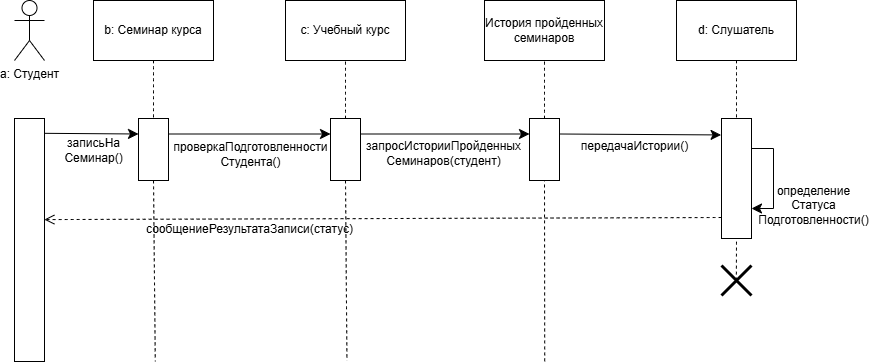 a: Студент
b: Семинар курса
c: Учебный курс
История пройденных
семинаров
d: Слушатель
записьНа
Семинар()
проверкаПодготовленности
Студента()
запросИсторииПройденных
Семинаров(студент)
передачаИстории()
определение
Статуса
Подготовленности()
сообщениеРезультатаЗаписи(статус)